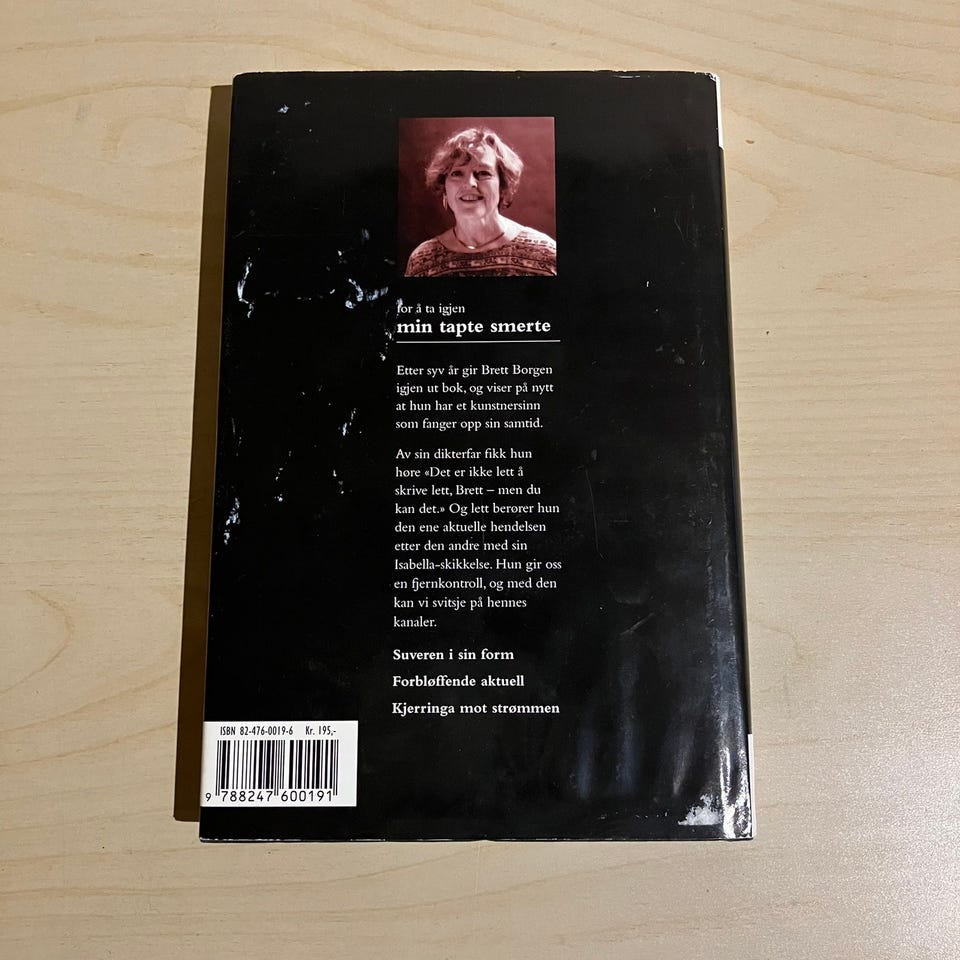 for å ta igjen
min tapte smerte
Etter syv år gir Brett Borgen
igjen ut bok, og viser på nytt
at hun har et kunstnersinn
som fanger opp sin samtid.
Av sin dikterfar fikk hun
høre «Det er ikke lett å
skrive lett, Brett – men du
kan det.» Og lett berører hun
den ene aktuelle hendelsen
etter den andre med sin
Isabella-skikkelse. Hun gir oss
en fjernkontroll, og med den
kan vi svitsje på hennes
kanaler.
Suveren i sin form
Forbløffende aktuell
Kjerringa mot strømmen
ISBN 82-476-0019-6 Kr. 195,-
9 788247 600191